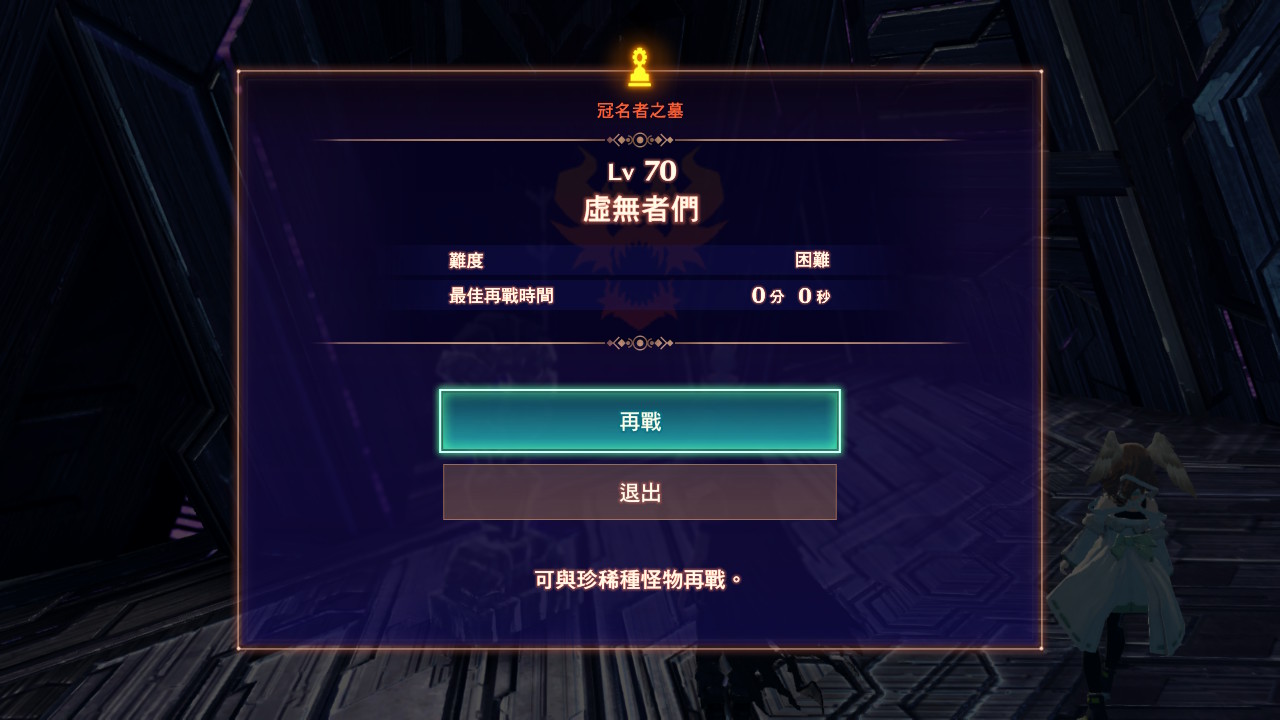 冠名者之墓
Lv 70
虛無者們
難度 困難
最佳再戰時間 0分 0秒
再戰
退出
可與珍稀種怪物再戰。